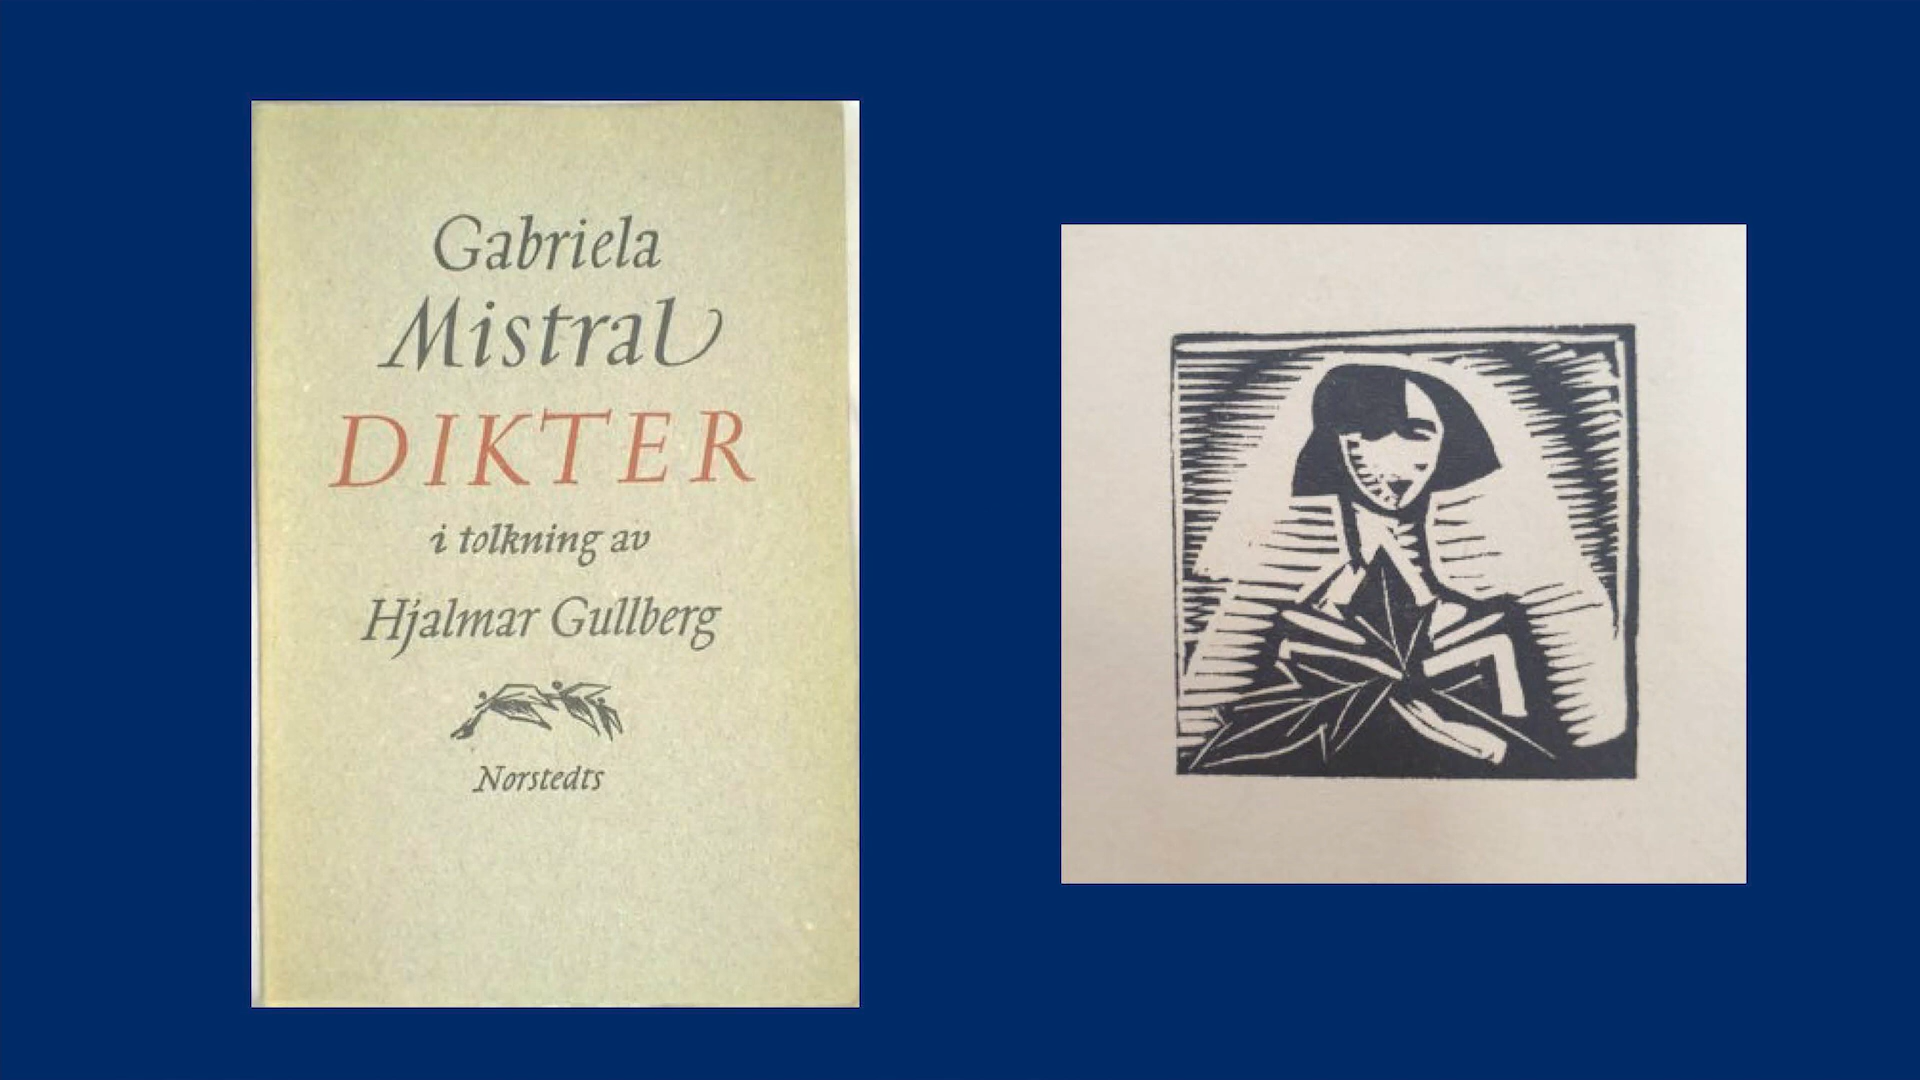 Gabriela
Mistral
DIKTER
i tolkning av
Hjalmar Gullberg
Norstedts